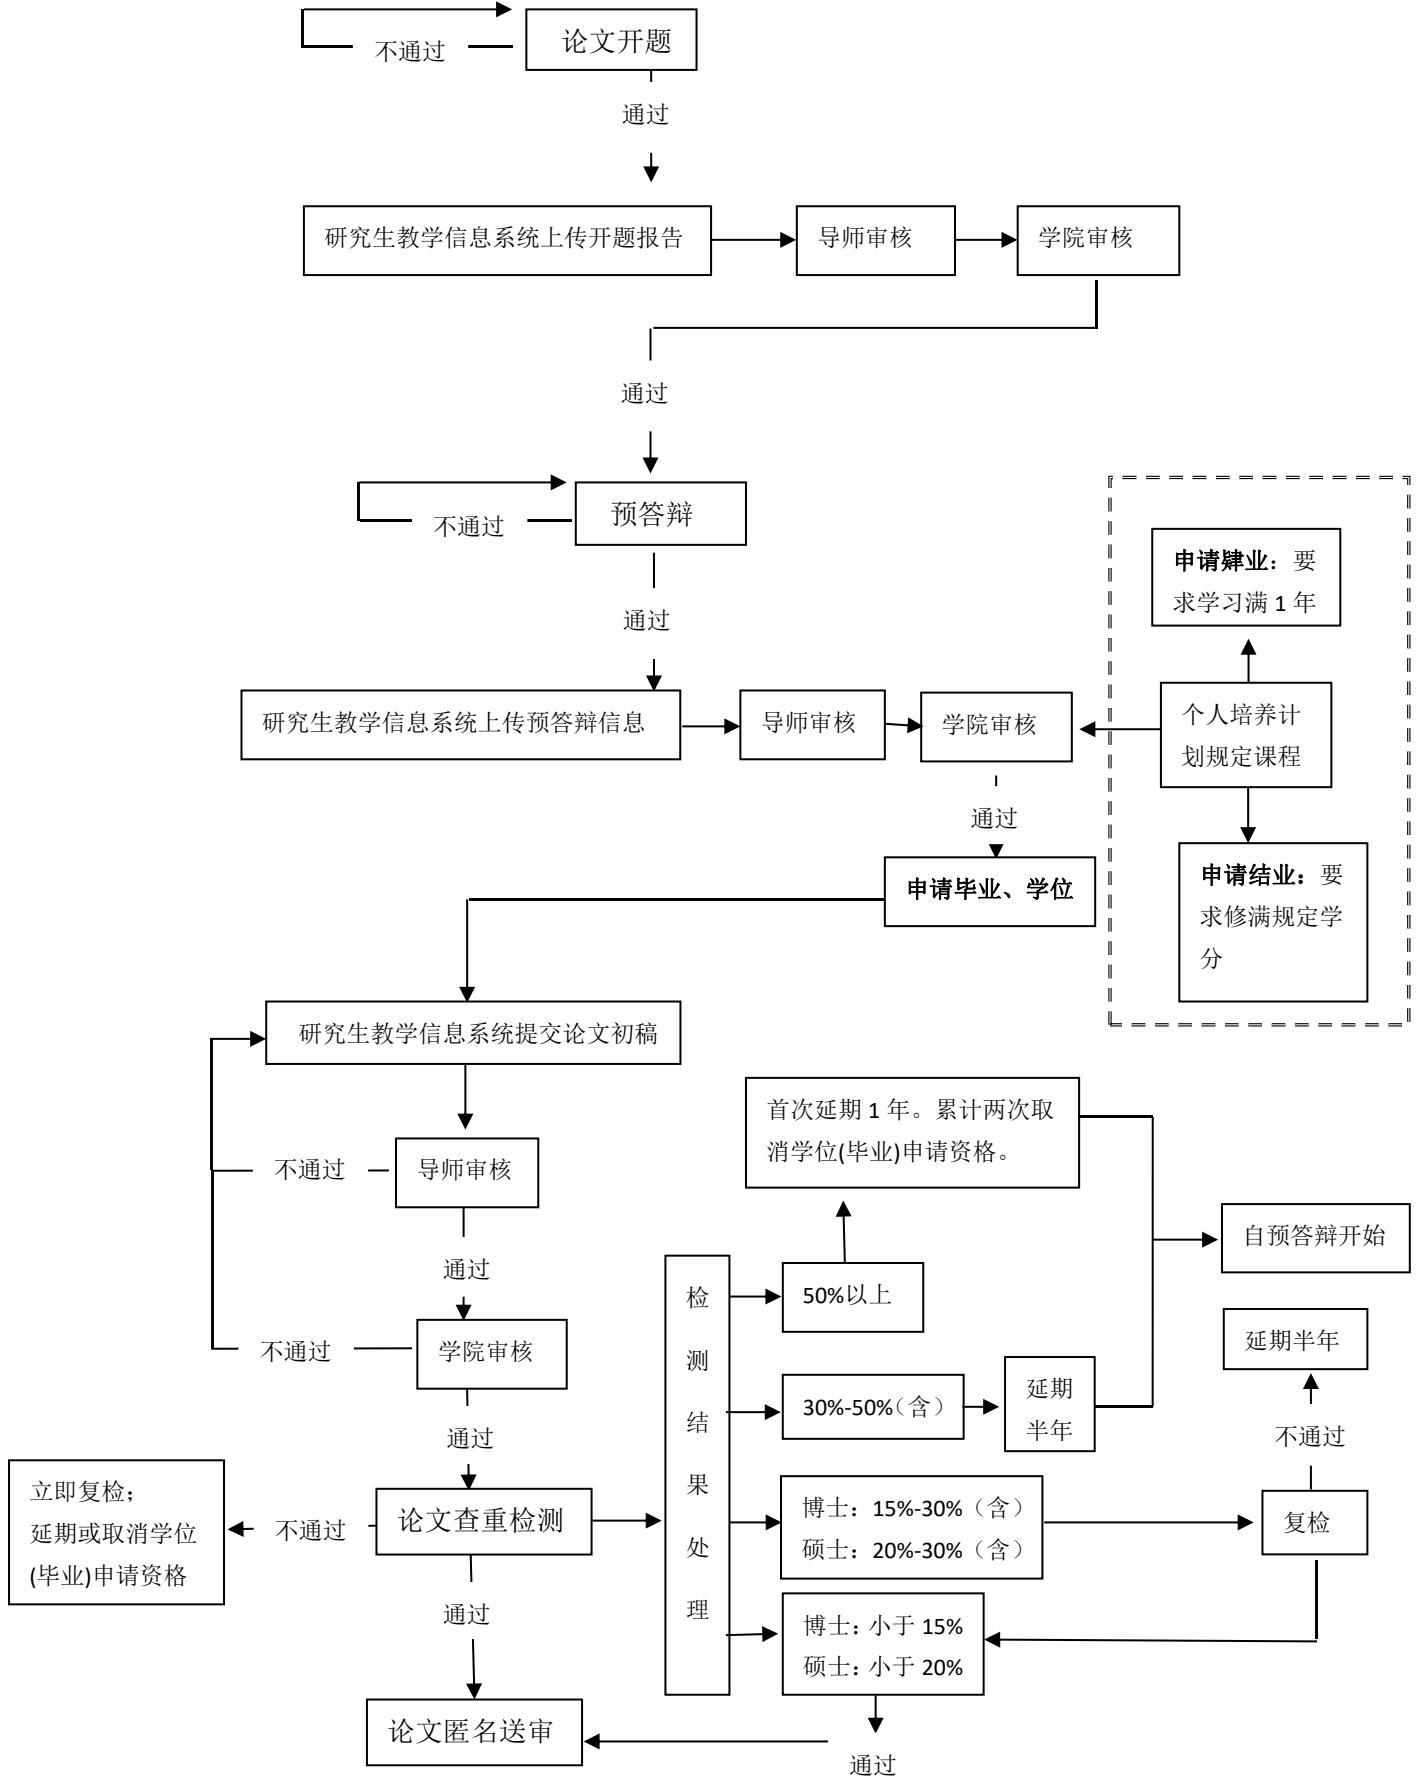 论文开题
不通过
通过
研究生教学信息系统上传开题报告
导师审核
学院审核
通过
预答辩
不通过
通过
研究生教学信息系统上传预答辩信息
导师审核
学院审核
申请肄业：要
求学习满 1 年
个人培养计
划规定课程
申请结业：要
求修满规定学
分
通过
申请毕业、学位
研究生教学信息系统提交论文初稿
导师审核
不通过
通过
学院审核
不通过
通过
论文查重检测
不通过
立即复检；
延期或取消学位
(毕业)申请资格
通过
论文匿名送审
检
测
结
果
处
理
50%以上
首次延期 1 年。累计两次取
消学位(毕业)申请资格。
30%-50%（含）
延期
半年
自预答辩开始
博士：15%-30%（含）
硕士：20%-30%（含）
复检
不通过
延期半年
博士：小于 15%
硕士：小于 20%
通过